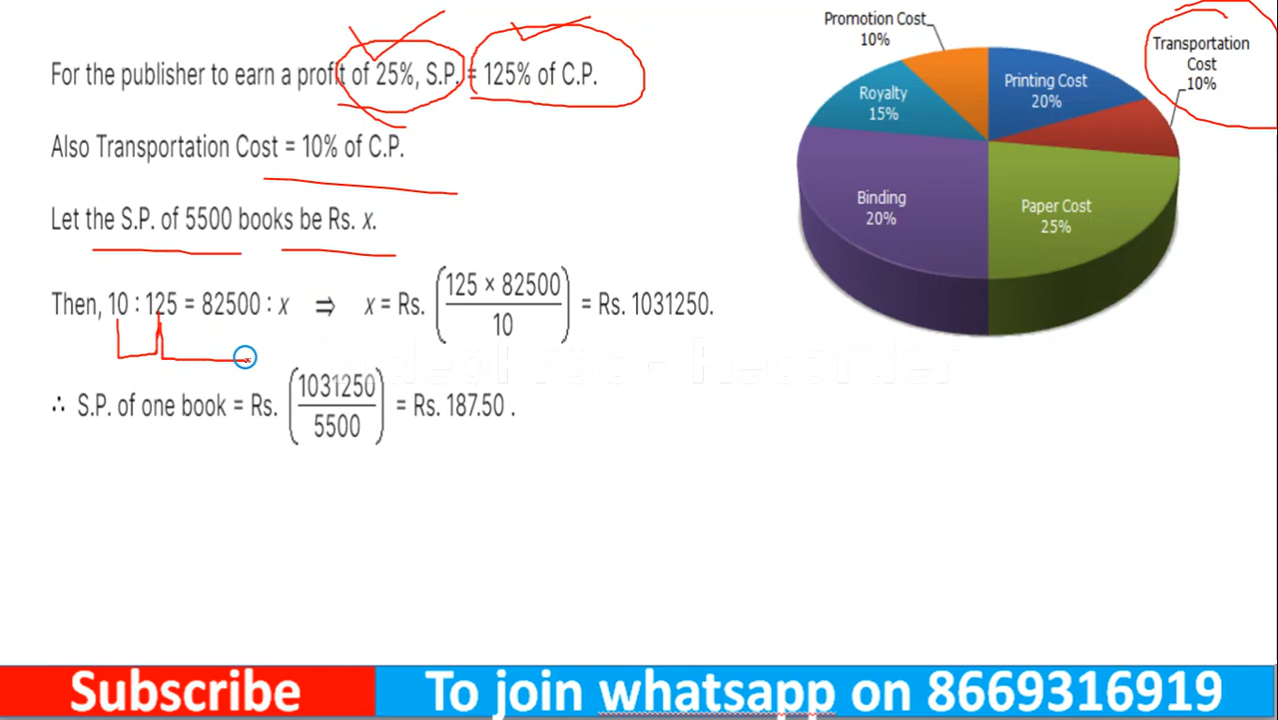 For the publisher to earn a profit of 25%, S.P. = 125% of C.P.
Also Transportation Cost = 10% of C.P.
Let the S.P. of 5500 books be Rs. x.
Then, 10 : 125 = 82500 : x ⇒ x = Rs. (125 × 82500 / 10) = Rs. 1031250.
∴ S.P. of one book = Rs. (1031250 / 5500) = Rs. 187.50 .
Promotion Cost
10%
Transportation
Cost
10%
Printing Cost
20%
Royalty
15%
Binding
20%
Paper Cost
25%
VideoProc - Recorder
Subscribe
To join whatsapp on 8669316919